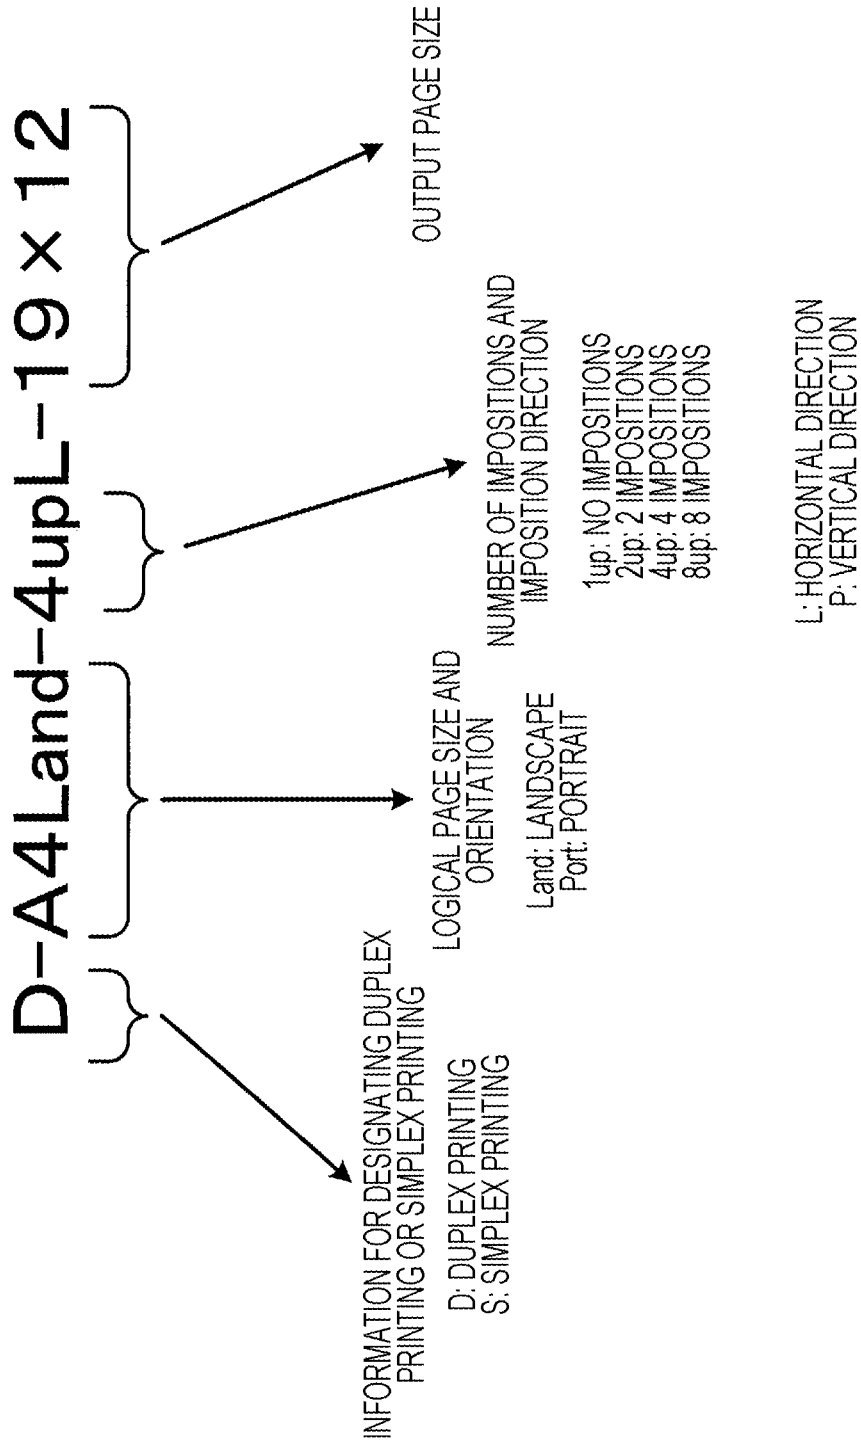 D-A4Land-4upL-19×12
INFORMATION FOR DESIGNATING DUPLEX
PRINTING OR SIMPLEX PRINTING
D: DUPLEX PRINTING
S: SIMPLEX PRINTING
LOGICAL PAGE SIZE AND
ORIENTATION
Land: LANDSCAPE
Port: PORTRAIT
NUMBER OF IMPOSITIONS AND
IMPOSITION DIRECTION
1up: NO IMPOSITIONS
2up: 2 IMPOSITIONS
4up: 4 IMPOSITIONS
8up: 8 IMPOSITIONS
L: HORIZONTAL DIRECTION
P: VERTICAL DIRECTION
OUTPUT PAGE SIZE